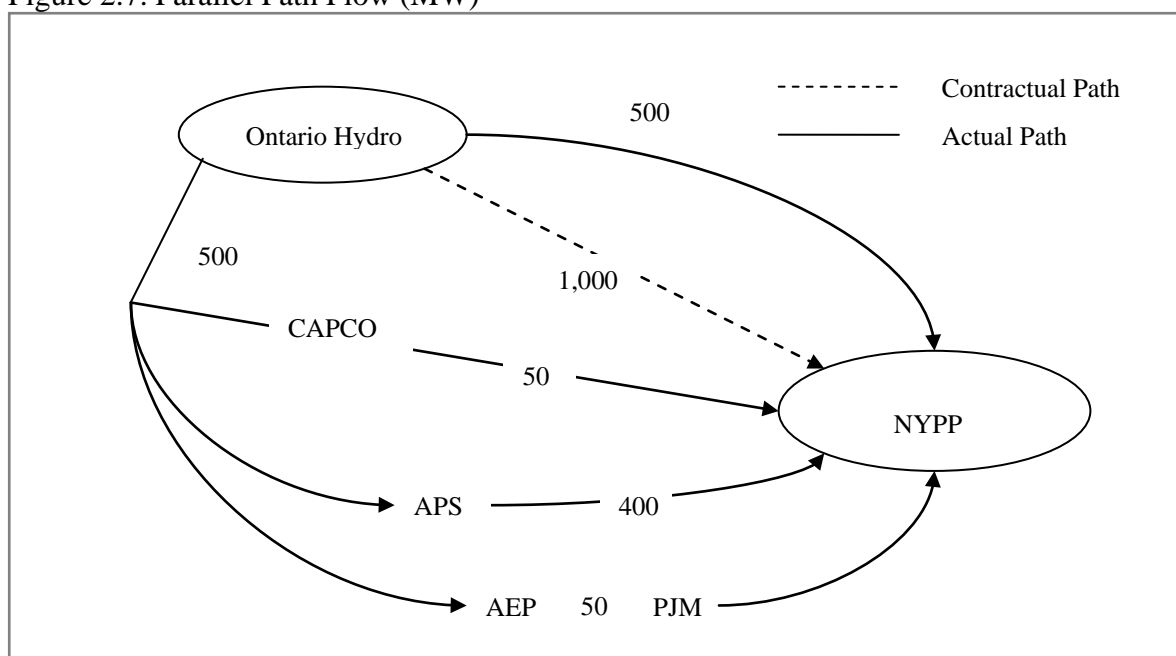 Figure 2.7. Parallel Path Flow (MW)
500
Contractual Path
Actual Path
Ontario Hydro
500
1,000
CAPCO
50
NYPP
APS
400
AEP 50 PJM